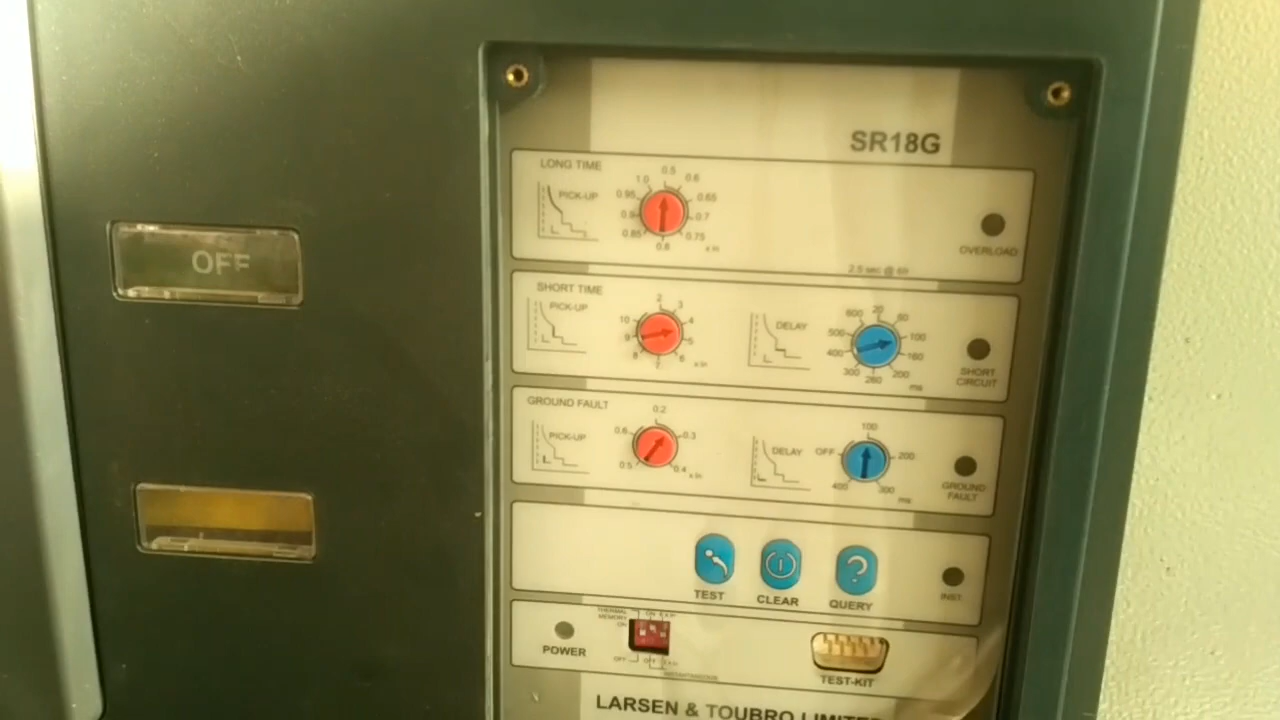 SR18G
LONG TIME
PICK-UP
0.5
0.6
0.65
0.7
0.75
0.8
0.85
0.9
0.95
1.0
x In
OVERLOAD
2.5 sec @ 6Ir
OFF
SHORT TIME
PICK-UP
2
3
4
5
6
7
8
9
10
x In
DELAY
20
60
100
160
200
260
300
400
500
600
ms
SHORT
CIRCUIT
GROUND FAULT
PICK-UP
0.2
0.3
0.4
0.5
0.6
x In
DELAY
OFF
100
200
300
400
ms
GROUND
FAULT
TEST
CLEAR
QUERY
INST.
POWER
THERMAL
MEMORY
ON
OFF
OFF
TEST-KIT
LARSEN & TOUBRO LIMITED